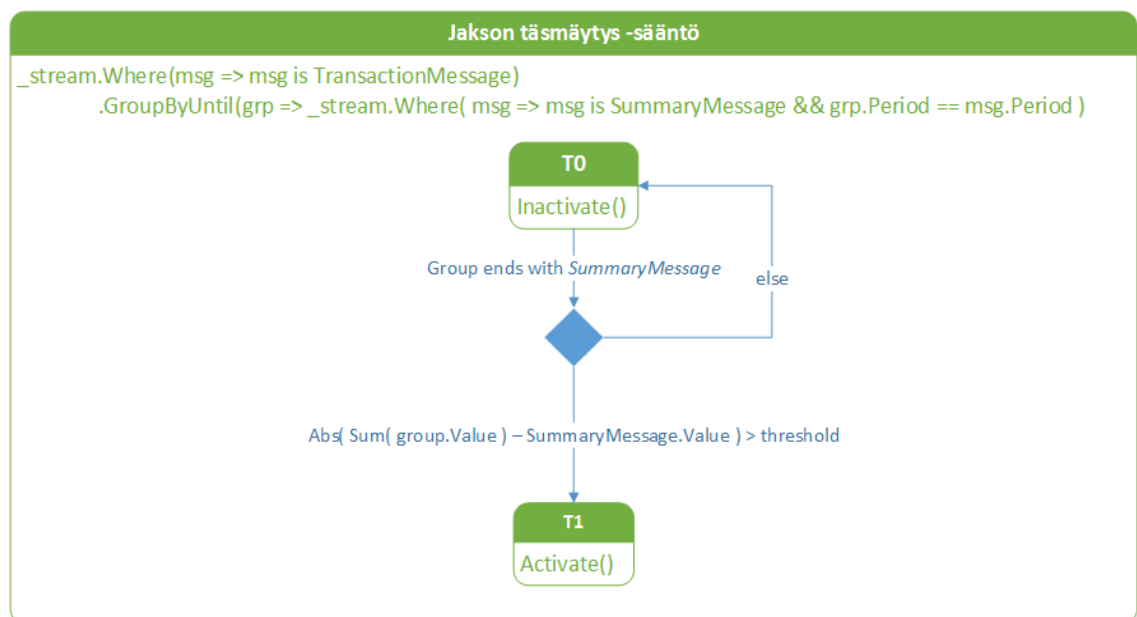 Jakson täsmäytys -sääntö
_stream.Where(msg => msg is TransactionMessage)
.GroupByUntil(grp => _stream.Where( msg => msg is SummaryMessage && grp.Period == msg.Period )
T0
Inactivate()
Group ends with SummaryMessage
else
Abs( Sum( group.Value ) – SummaryMessage.Value ) > threshold
T1
Activate()